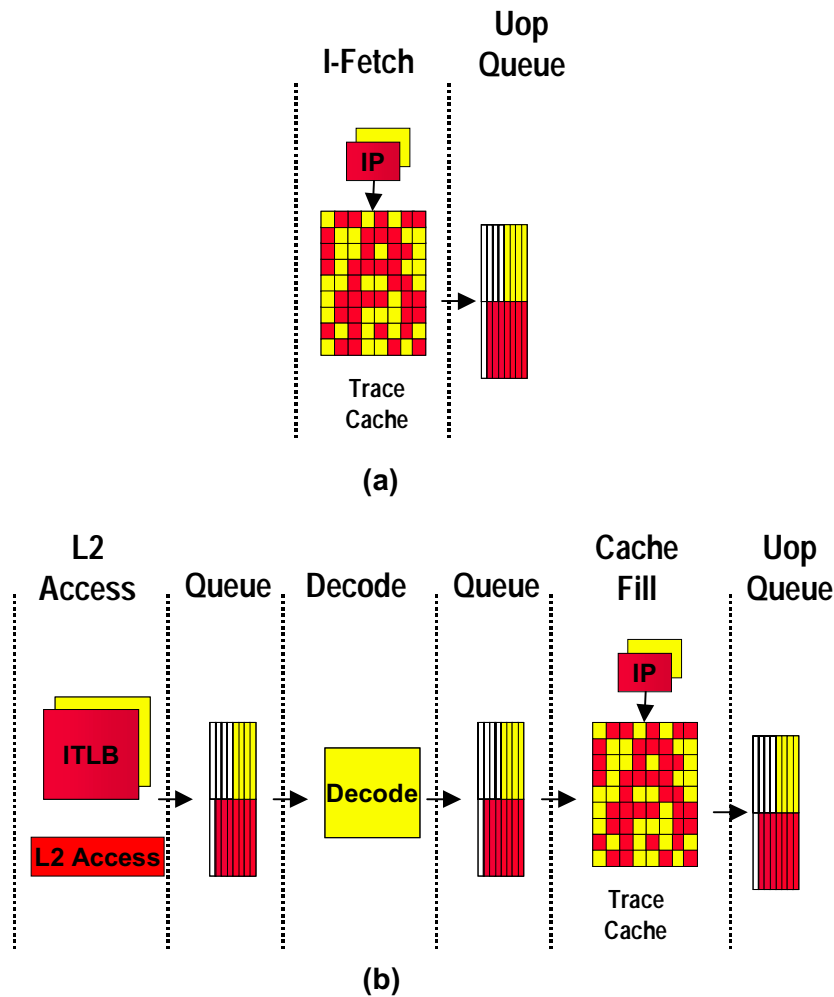 I-Fetch
Uop
Queue
IP
Trace
Cache
(a)
L2
Access
Queue
Decode
Queue
Cache
Fill
Uop
Queue
IP
ITLB
Decode
L2 Access
Trace
Cache
(b)